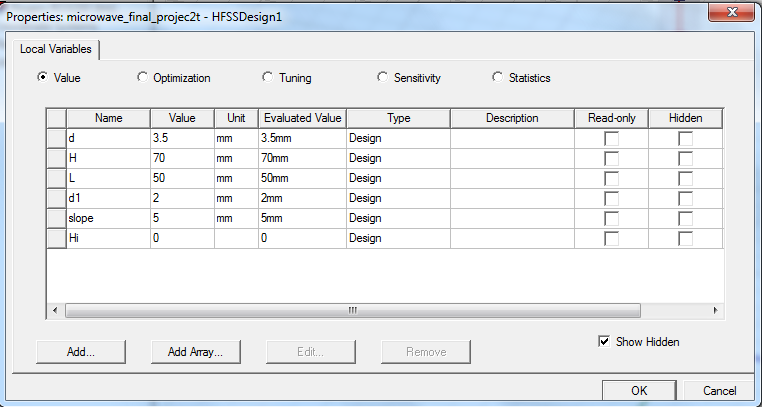 Properties: microwave_final_projec2t - HFSSDesign1
Local Variables
Value Optimization Tuning Sensitivity Statistics
Name Value Unit Evaluated Value Type Description Read-only Hidden
d 3.5 mm 3.5mm Design
H 70 mm 70mm Design
L 50 mm 50mm Design
d1 2 mm 2mm Design
slope 5 mm 5mm Design
Hi 0 0 Design
Show Hidden
Add... Add Array... Edit... Remove
OK Cancel